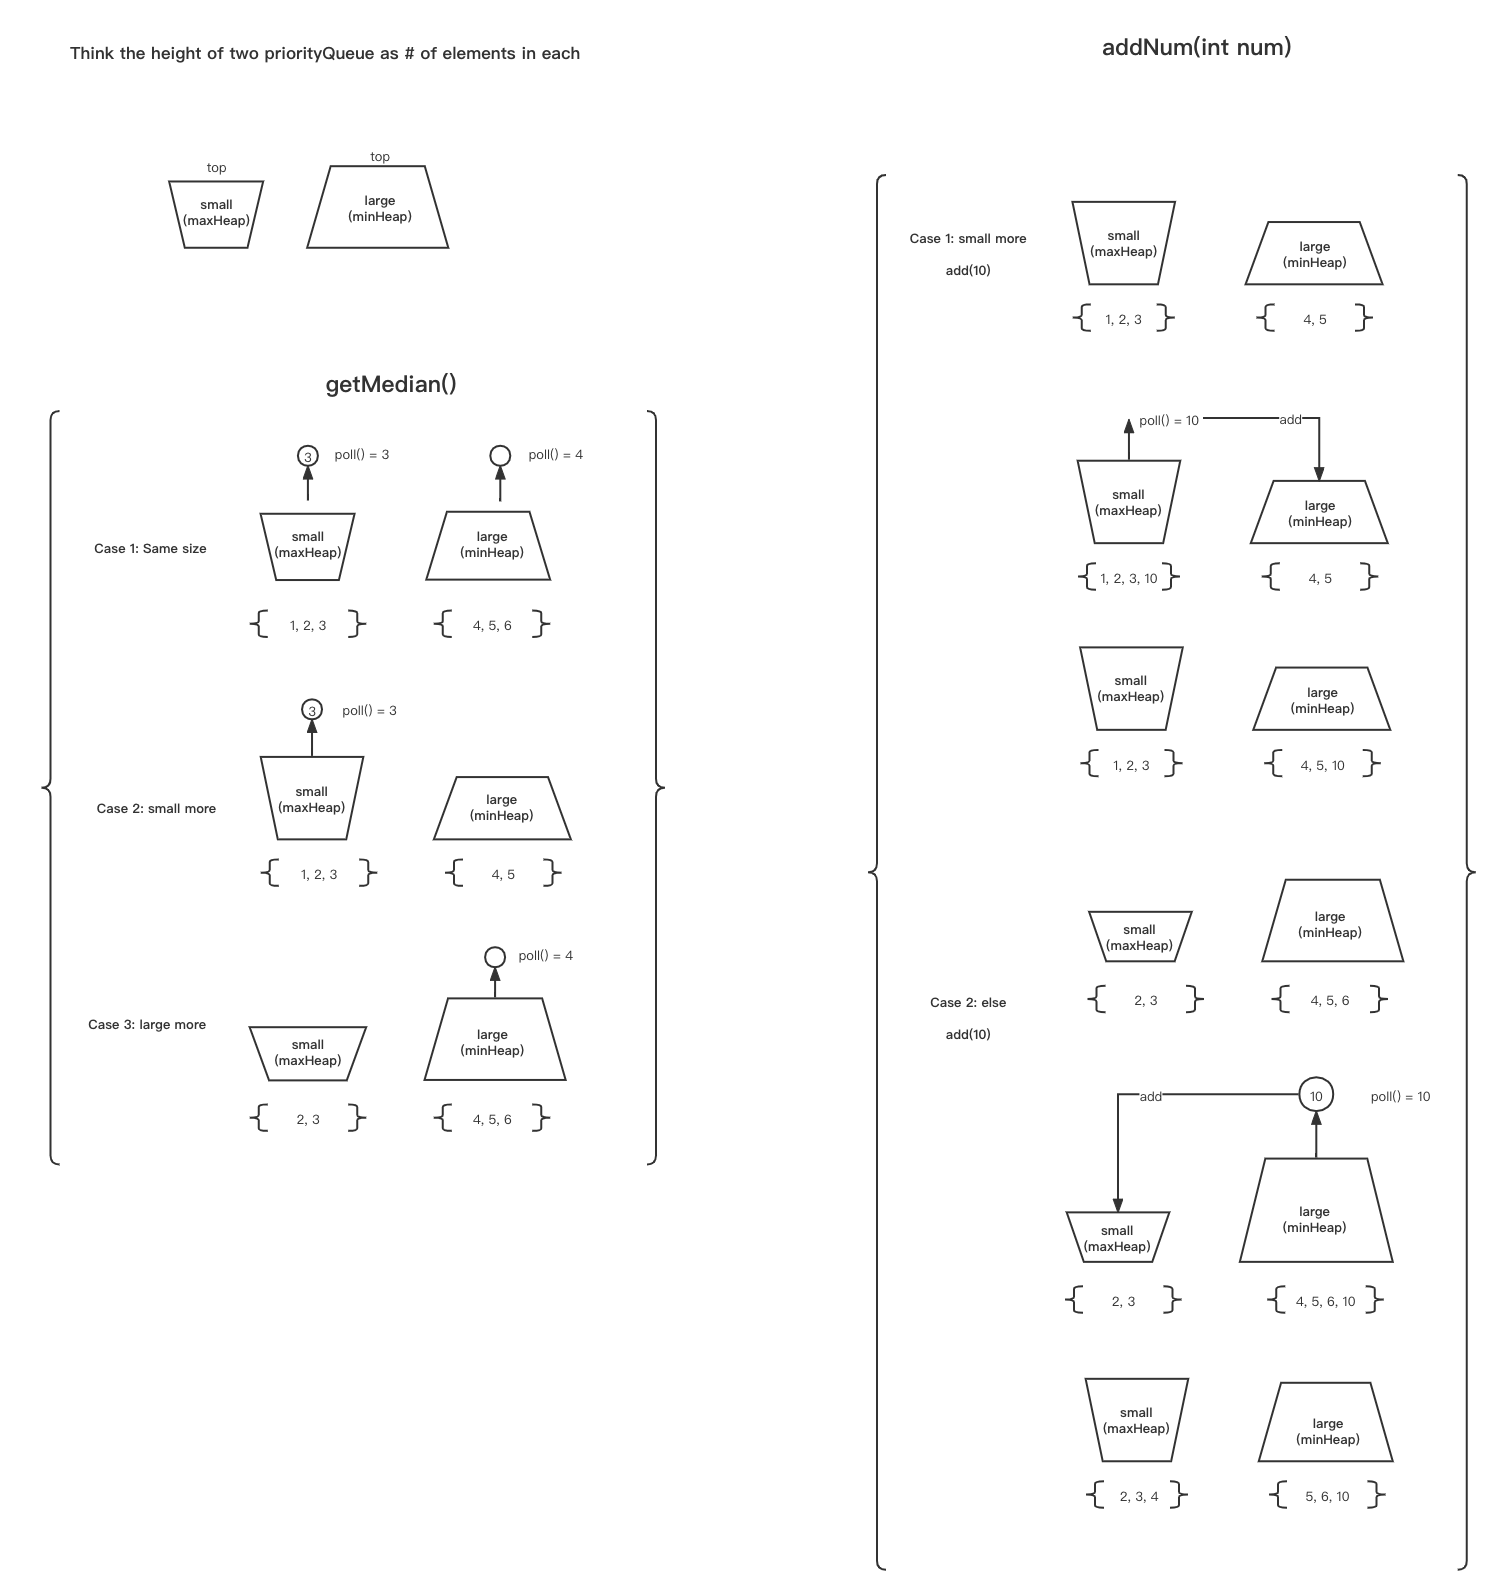 Think the height of two priorityQueue as # of elements in each
top
small
(maxHeap)
top
large
(minHeap)
getMedian()
3
poll() = 3
poll() = 4
Case 1: Same size
small
(maxHeap)
large
(minHeap)
1, 2, 3
4, 5, 6
3
poll() = 3
Case 2: small more
small
(maxHeap)
large
(minHeap)
1, 2, 3
4, 5
poll() = 4
Case 3: large more
small
(maxHeap)
large
(minHeap)
2, 3
4, 5, 6
addNum(int num)
Case 1: small more
add(10)
small
(maxHeap)
large
(minHeap)
1, 2, 3
4, 5
poll() = 10
add
small
(maxHeap)
large
(minHeap)
1, 2, 3, 10
4, 5
small
(maxHeap)
large
(minHeap)
1, 2, 3
4, 5, 10
Case 2: else
add(10)
small
(maxHeap)
large
(minHeap)
2, 3
4, 5, 6
add
10
poll() = 10
small
(maxHeap)
large
(minHeap)
2, 3
4, 5, 6, 10
small
(maxHeap)
large
(minHeap)
2, 3, 4
5, 6, 10